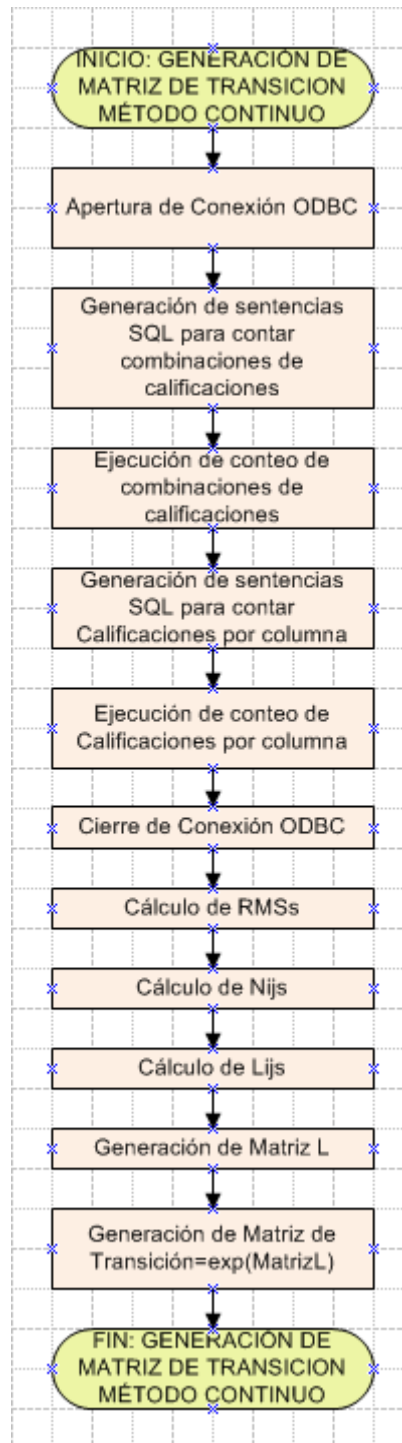 INICIO: GENERACIÓN DE
MATRIZ DE TRANSICION
MÉTODO CONTINUO
Apertura de Conexión ODBC
Generación de sentencias
SQL para contar
combinaciones de
calificaciones
Ejecución de conteo de
combinaciones de
calificaciones
Generación de sentencias
SQL para contar
Calificaciones por columna
Ejecución de conteo de
Calificaciones por columna
Cierre de Conexión ODBC
Cálculo de RMSs
Cálculo de Nijs
Cálculo de Lijs
Generación de Matriz L
Generación de Matriz de
Transición=exp(MatrizL)
FIN: GENERACIÓN DE
MATRIZ DE TRANSICION
MÉTODO CONTINUO